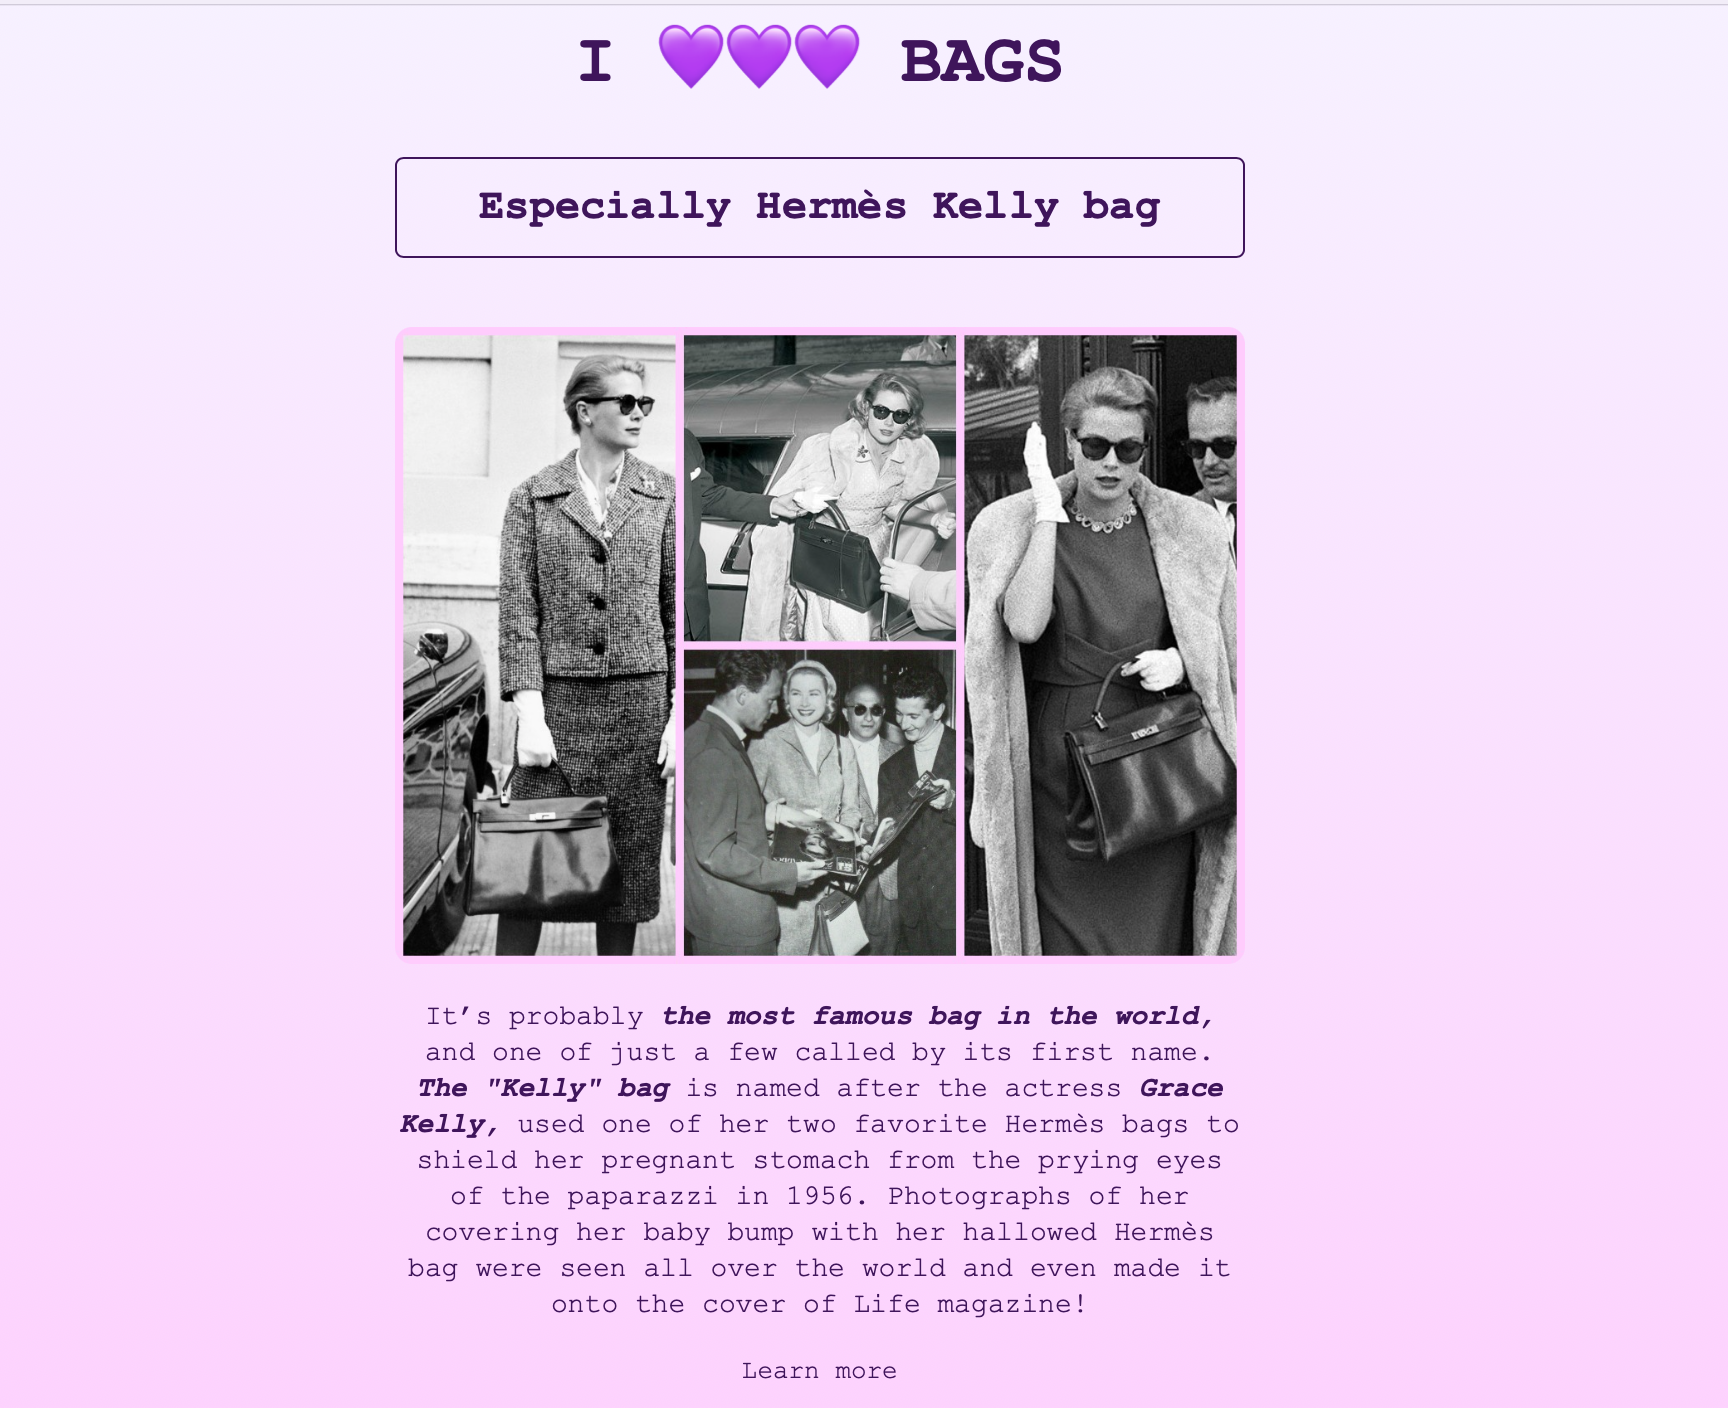 I 💜💜💜 BAGS
Especially Hermès Kelly bag
It’s probably the most famous bag in the world,
and one of just a few called by its first name.
The "Kelly" bag is named after the actress Grace
Kelly, used one of her two favorite Hermès bags to
shield her pregnant stomach from the prying eyes
of the paparazzi in 1956. Photographs of her
covering her baby bump with her hallowed Hermès
bag were seen all over the world and even made it
onto the cover of Life magazine!
Learn more